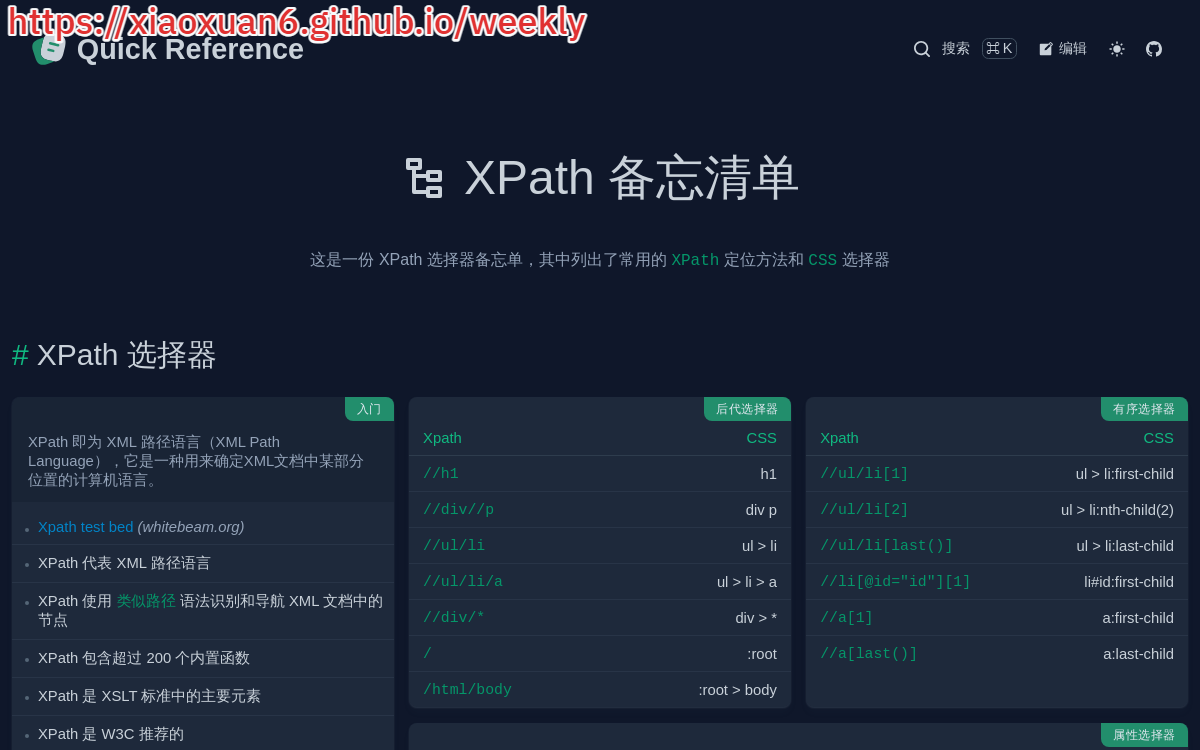 https://xiaoxuan6.github.io/weekly
Quick Reference
搜索
⌘K
编辑
XPath 备忘清单
这是一份 XPath 选择器备忘单，其中列出了常用的 XPath 定位方法和 CSS 选择器
# XPath 选择器
入门
XPath 即为 XML 路径语言（XML Path
Language），它是一种用来确定XML文档中某部分
位置的计算机语言。
Xpath test bed (whitebeam.org)
XPath 代表 XML 路径语言
XPath 使用 类似路径 语法识别和导航 XML 文档中的
节点
XPath 包含超过 200 个内置函数
XPath 是 XSLT 标准中的主要元素
XPath 是 W3C 推荐的
后代选择器
Xpath CSS
//h1 h1
//div//p div p
//ul/li ul > li
//ul/li/a ul > li > a
//div/* div > *
/ :root
/html/body :root > body
有序选择器
Xpath CSS
//ul/li[1] ul > li:first-child
//ul/li[2] ul > li:nth-child(2)
//ul/li[last()] ul > li:last-child
//li[@id="id"][1] li#id:first-child
//a[1] a:first-child
//a[last()] a:last-child
属性选择器